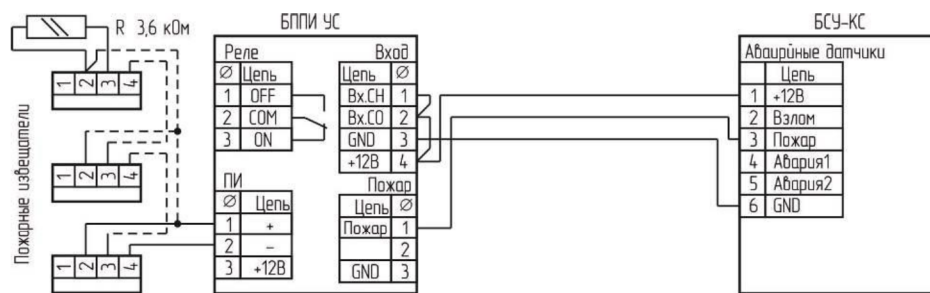 R 3,6 кОм
Пожарные извещатели
1 2 3 4
1 2 3 4
1 2 3 4
БППИ УС
Реле
Ø Цепь
1 OFF
2 COM
3 ON
ПИ
Ø Цепь
1 +
2 –
3 +12В
Вход
Цепь Ø
Вх.СН 1
Вх.СО 2
GND 3
+12В 4
Пожар
Цепь Ø
Пожар 1
2
GND 3
БСУ-КС
Аваирйные датчики
Цепь
1 +12В
2 Взлом
3 Пожар
4 Авария1
5 Авария2
6 GND